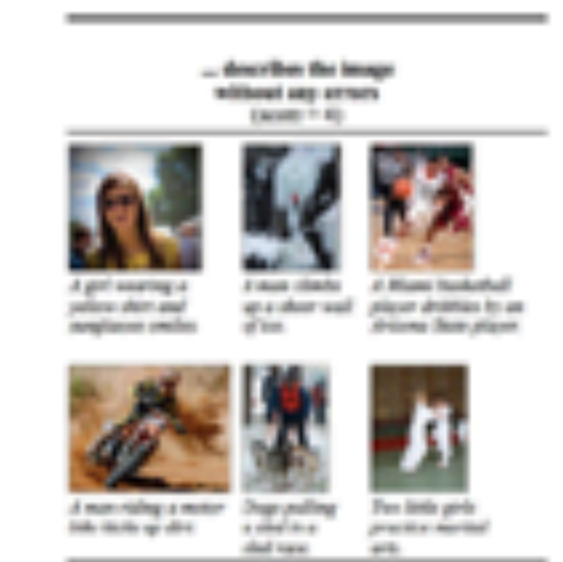 ... describes the image
without any errors
(score = 4)
A girl wearing a
yellow shirt and
sunglasses smiles.
A man climbs
up a sheer wall
of ice.
A Miami basketball
player dribbles by an
Arizona State player.
A man riding a motor
bike kicks up dirt.
Dogs pulling
a sled in a
sled race.
Two little girls
practice martial
arts.